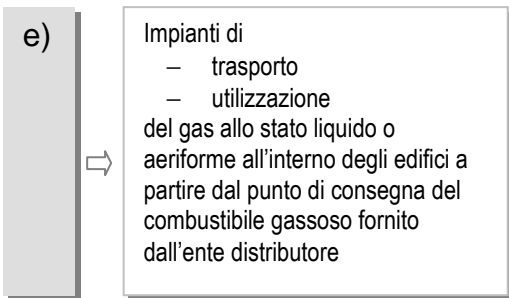 e)
Impianti di
– trasporto
– utilizzazione
del gas allo stato liquido o
aeriforme all'interno degli edifici a
partire dal punto di consegna del
combustibile gassoso fornito
dall'ente distributore